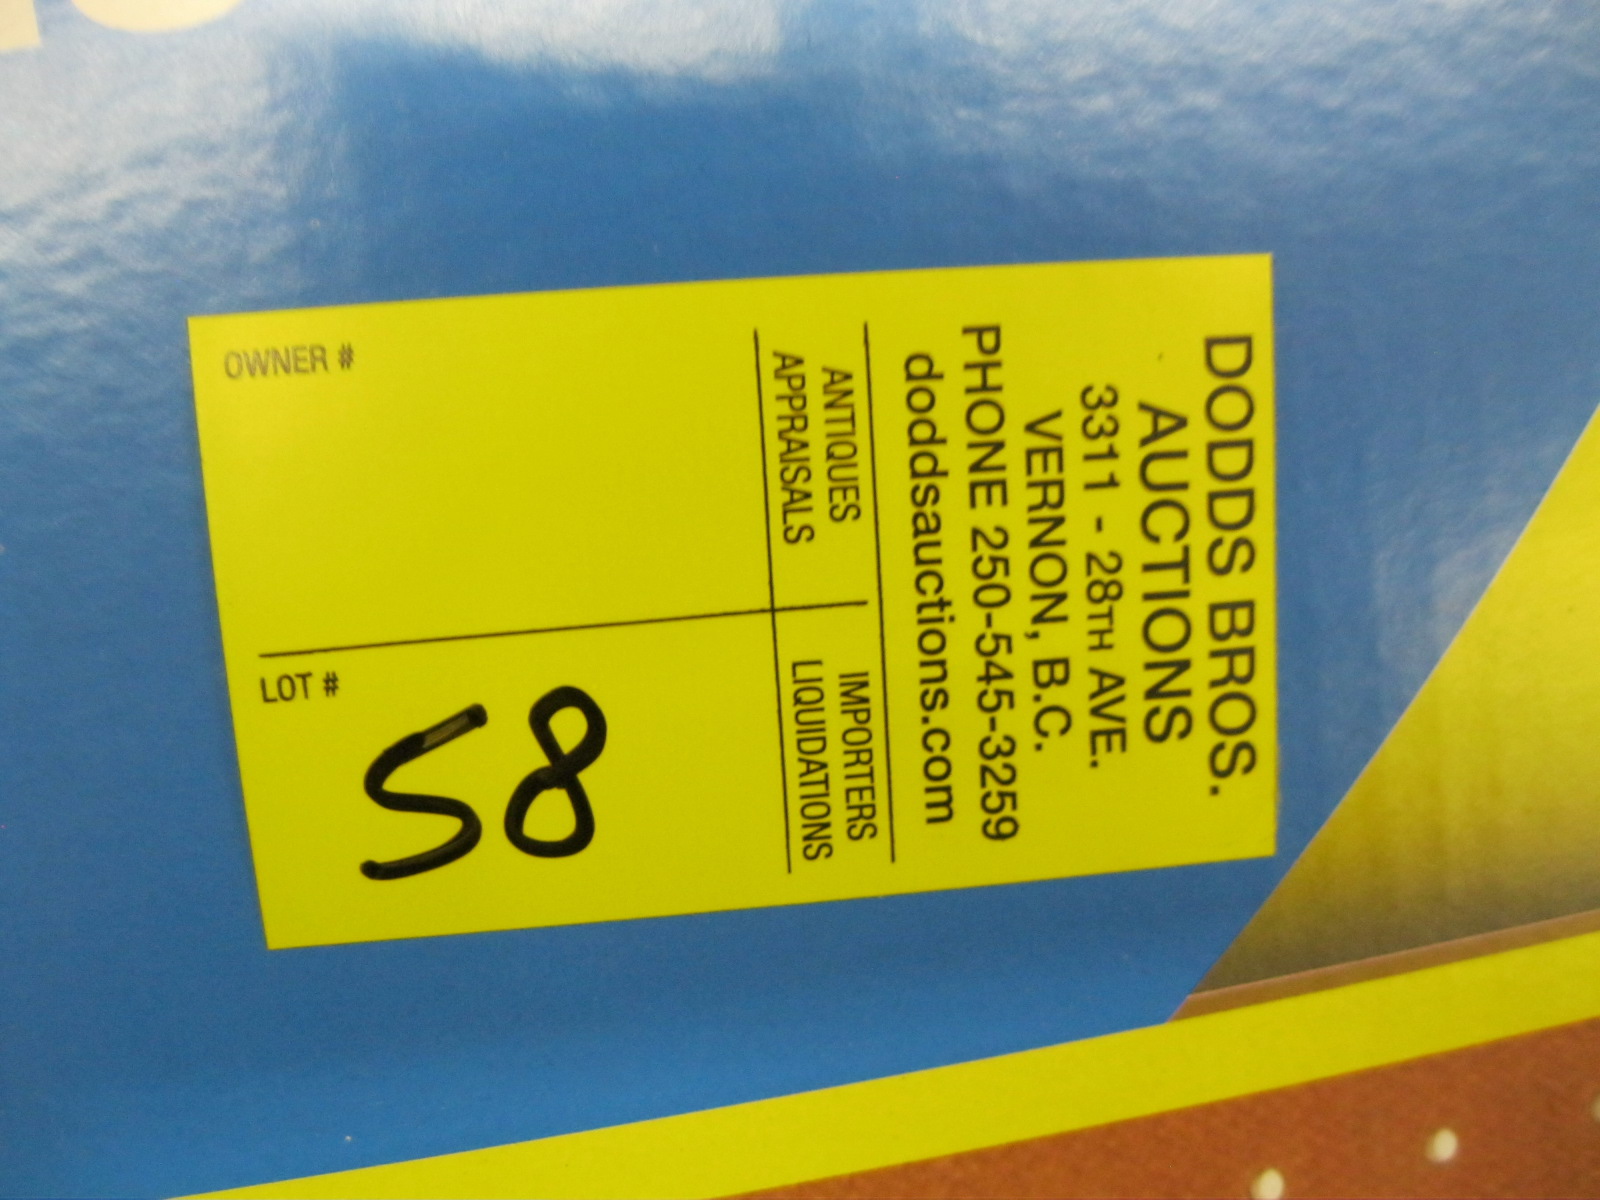 DODDS BROS.
AUCTIONS
3311 - 28TH AVE.
VERNON, B.C.
PHONE 250-545-3259
doddsauctions.com
ANTIQUES
APPRAISALS
IMPORTERS
LIQUIDATIONS
OWNER #
LOT #
58